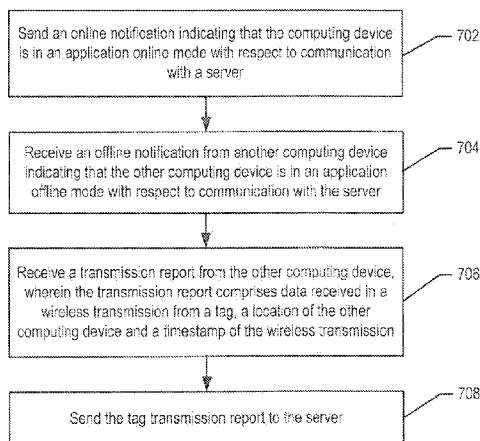 Send an online notification indicating that the computing device
is in an application online mode with respect to communication
with a server
702
Receive an offline notification from another computing device
indicating that the other computing device is in an application
offline mode with respect to communication with the server
704
Receive a transmission report from the other computing device,
wherein the transmission report comprises data received in a
wireless transmission from a tag, a location of the other
computing device and a timestamp of the wireless transmission
706
Send the tag transmission report to the server
708